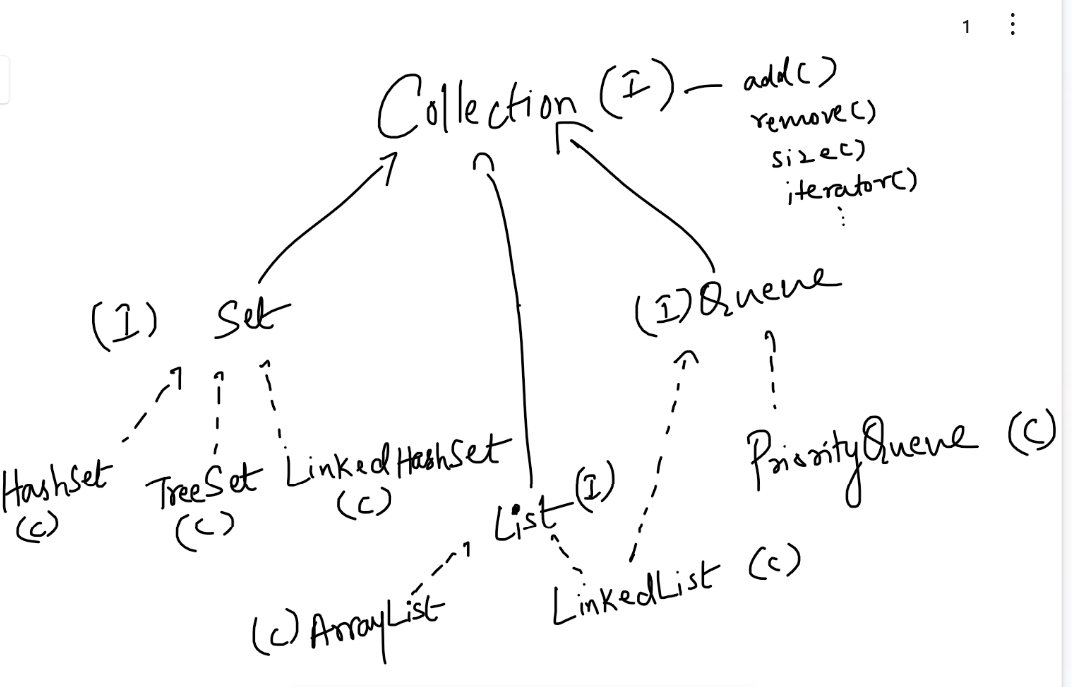 1
Collection (I) – add()
remove()
size()
iterator()
(I) Set
(I) Queue
HashSet
(C)
TreeSet
(C)
LinkedHashSet
(C)
PriorityQueue (C)
List (I)
(C) ArrayList
LinkedList (C)